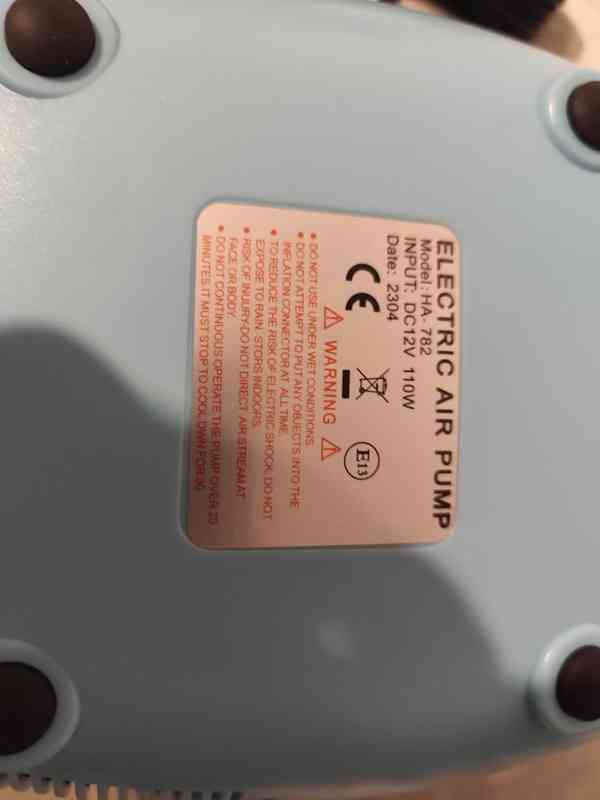 ELECTRIC AIR PUMP
Model: HA- 782
INPUT: DC12V 110W
Date: 2304
CE
E13
WARNING
• DO NOT USE UNDER WET CONDITIONS
• DO NOT ATTEMPT TO PUT ANY OBJECTS INTO THE
INFLATION CONNECTOR AT ALL TIME.
• TO REDUCE THE RISK OF ELECTRIC SHOCK, DO NOT
EXPOSE TO RAIN. STORS INDOORS.
• RISK OF INJURY-DO NOT DIRECT AIR STREAM AT
FACE OR BODY.
• DO NOT CONTINUOUS OPERATE THE PUMP OVER 20
MINUTES.IT MUST STOP TO COOL DWN FOR 30